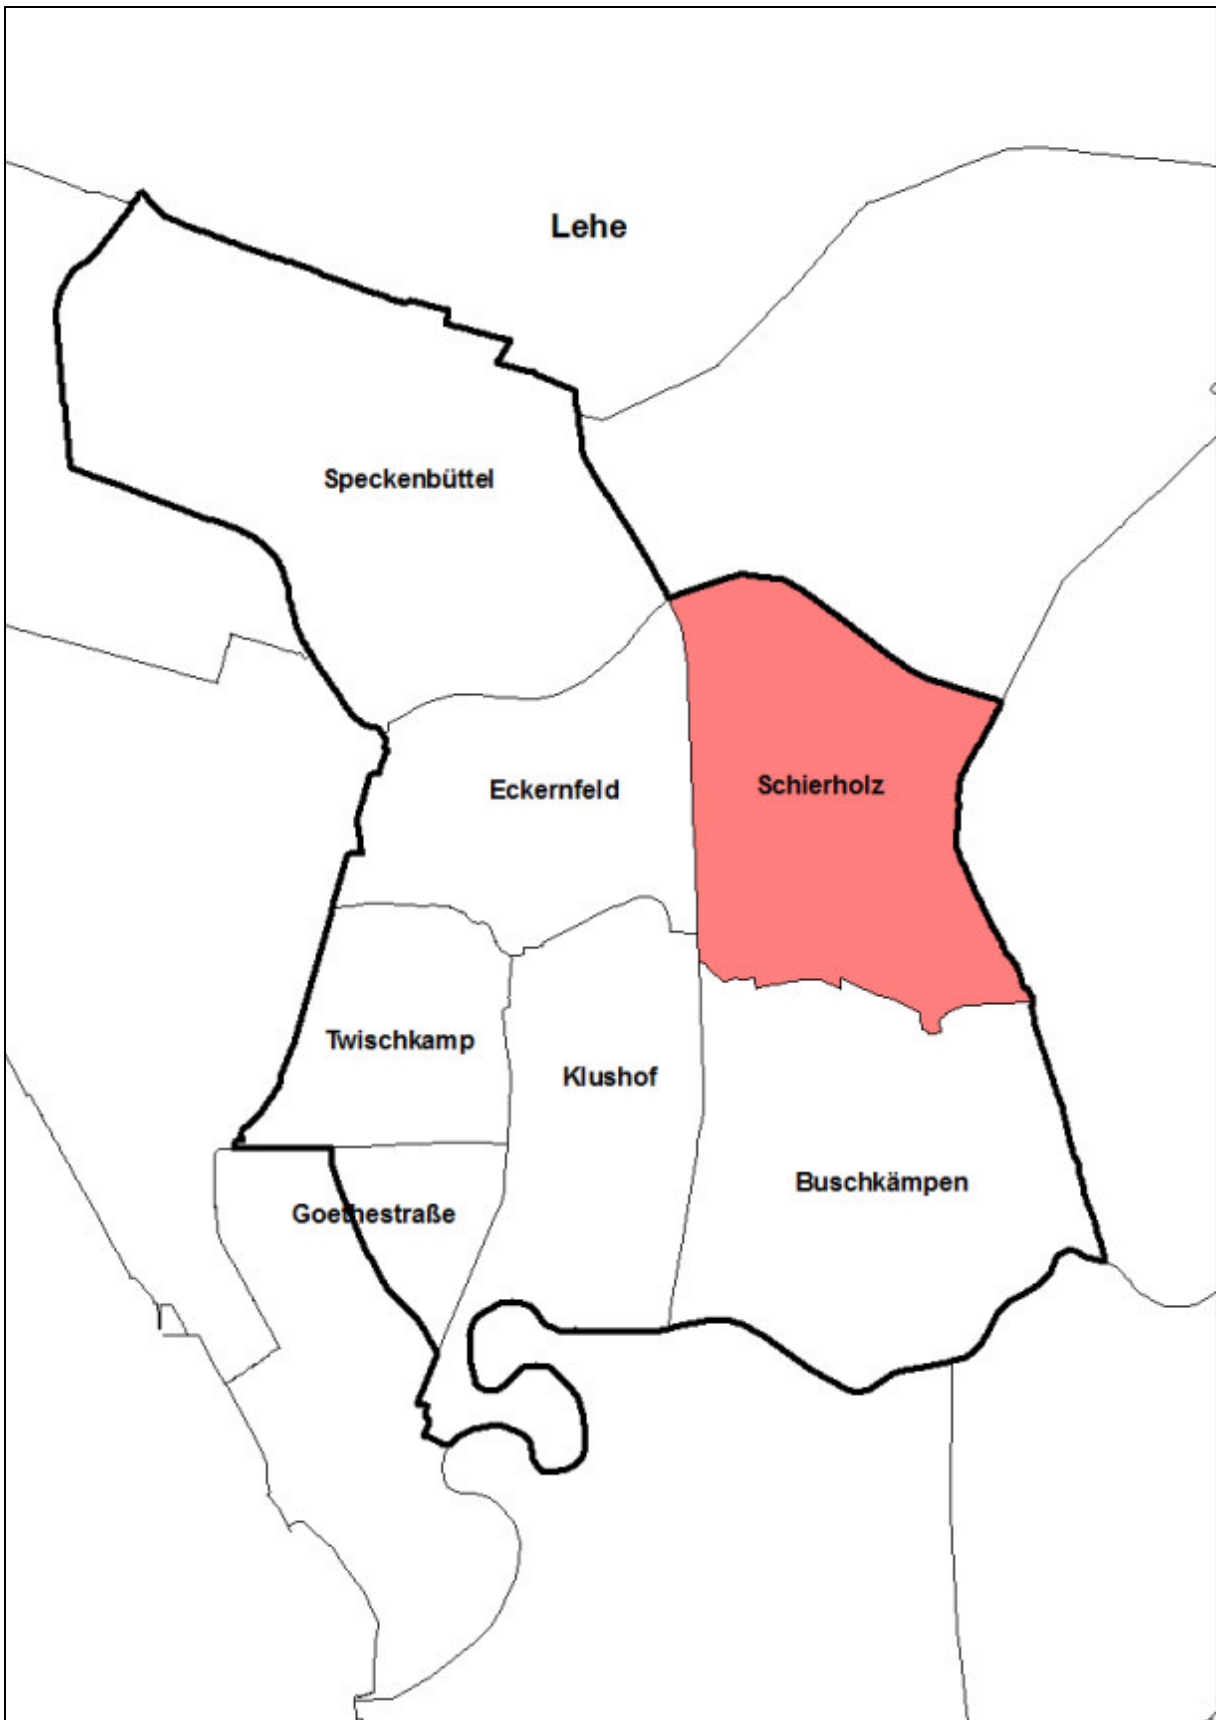 Lehe
Speckenbüttel
Schierholz
Eckernfeld
Twischkamp
Klushof
Buschkämpen
Goethestraße